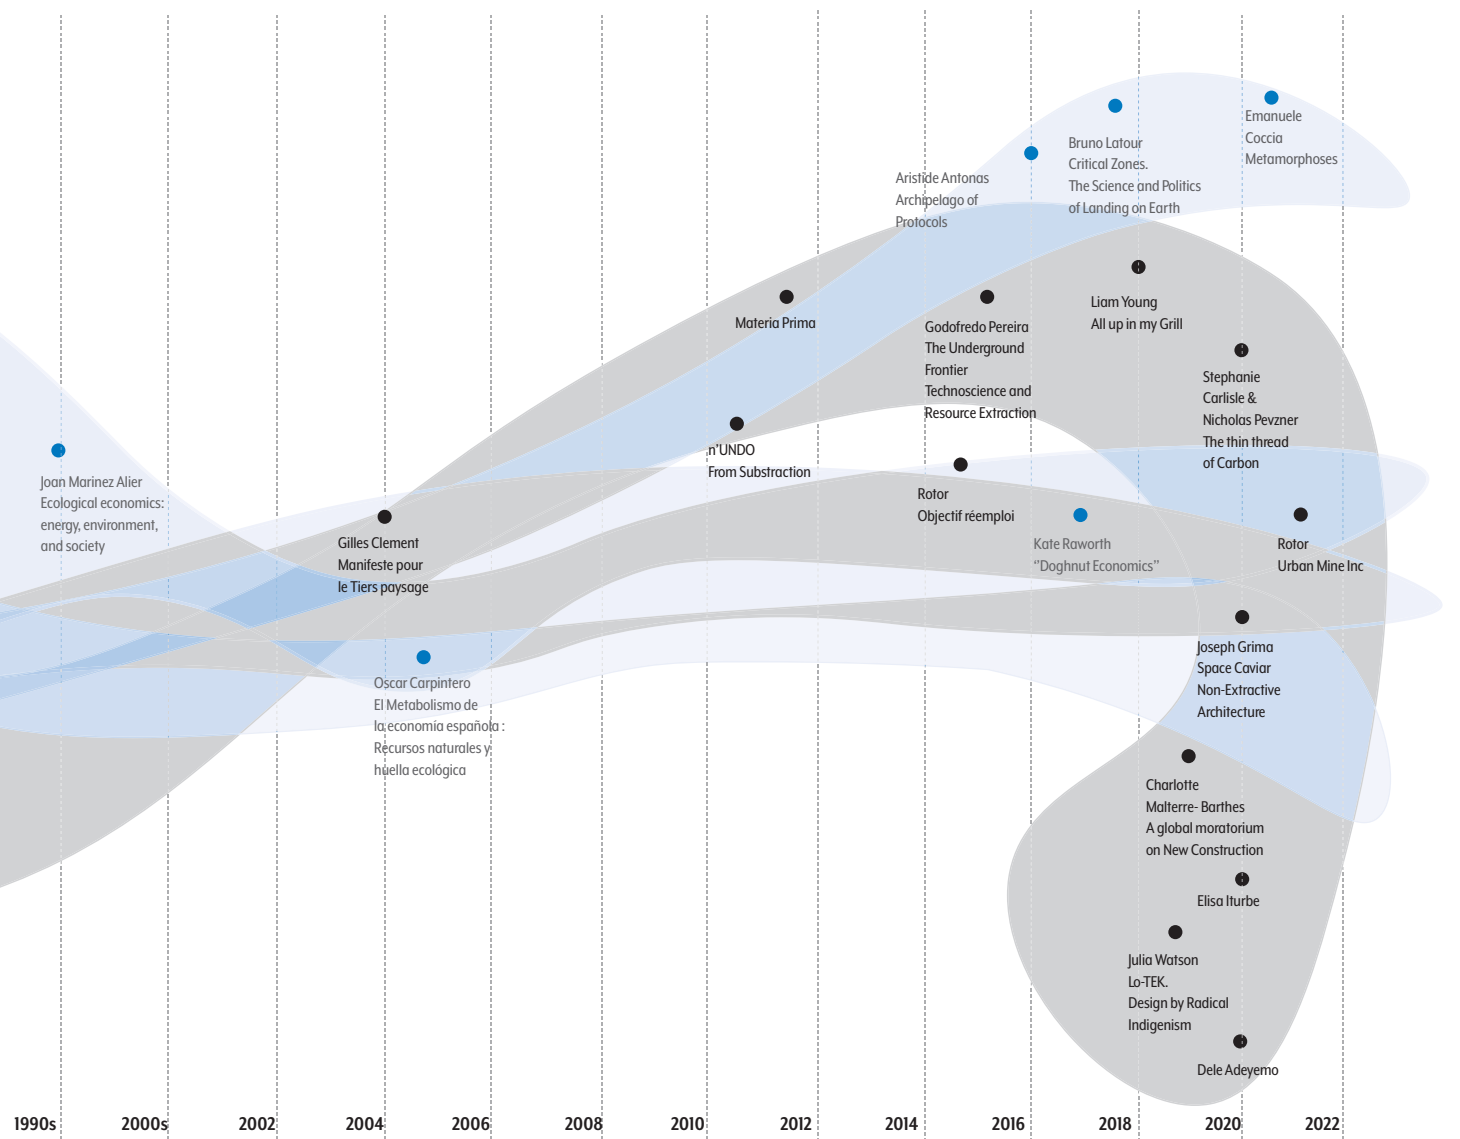 Emanuele
Coccia
Metamorphoses
Bruno Latour
Critical Zones.
The Science and Politics
of Landing on Earth
Aristide Antonas
Archipelago of
Protocols
Liam Young
All up in my Grill
Materia Prima
Godofredo Pereira
The Underground
Frontier
Technoscience and
Resource Extraction
Stephanie
Carlisle &
Nicholas Pevzner
The thin thread
of Carbon
n'UNDO
From Substraction
Joan Marinez Alier
Ecological economics:
energy, environment,
and society
Rotor
Objectif réemploi
Gilles Clement
Manifeste pour
le Tiers paysage
Kate Raworth
“Doghnut Economics”
Rotor
Urban Mine Inc
Joseph Grima
Space Caviar
Non-Extractive
Architecture
Oscar Carpintero
El Metabolismo de
la economía española :
Recursos naturales y
huella ecológica
Charlotte
Malterre- Barthes
A global moratorium
on New Construction
Elisa Iturbe
Julia Watson
Lo-TEK.
Design by Radical
Indigenism
Dele Adeyemo
1990s 2000s 2002 2004 2006 2008 2010 2012 2014 2016 2018 2020 2022